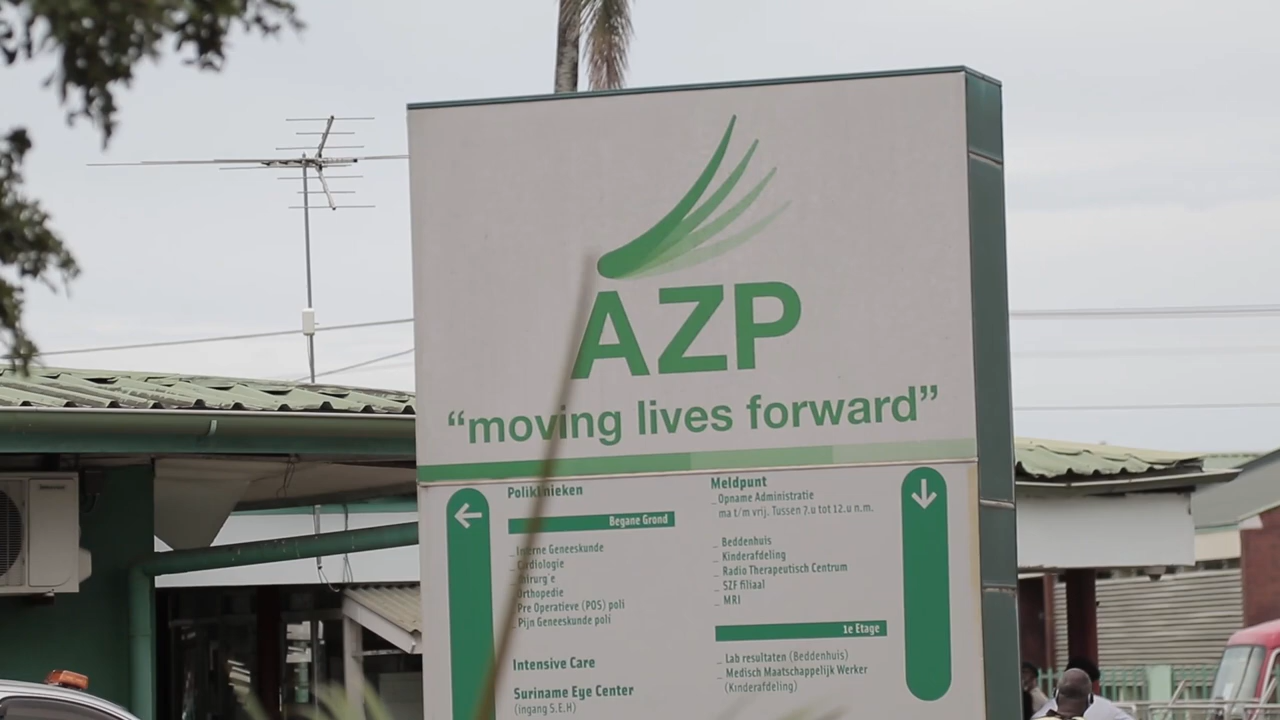 AZP
“moving lives forward”
Poliklinieken
Begane Grond
_ Interne Geneeskunde
_ Cardiologie
_ Chirurg'e
_ Orthopedie
_ Pre Operatieve (POS) poli
_ Pijn Geneeskunde poli
Intensive Care
Suriname Eye Center
(ingang S.E.H)
Meldpunt
_ Opname Administratie
ma t/m vrij. Tussen 7.u tot 12.u n.m.
_ Beddenhuis
_ Kinderafdeling
_ Radio Therapeutisch Centrum
_ SZF filiaal
_ MRI
1e Etage
_ Lab resultaten (Beddenhuis)
_ Medisch Maatschappelijk Werker
(Kinderafdeling)